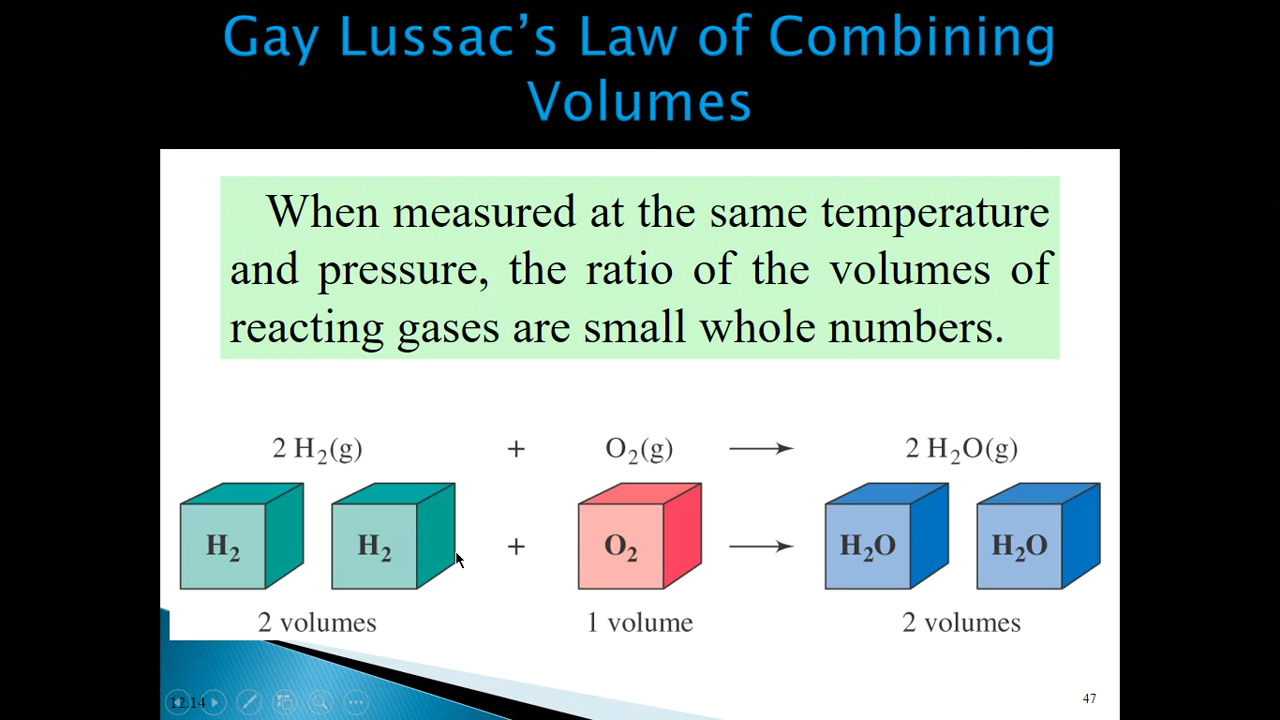 Gay Lussac’s Law of Combining
Volumes
When measured at the same temperature
and pressure, the ratio of the volumes of
reacting gases are small whole numbers.
2 H₂(g) + O₂(g) ⟶ 2 H₂O(g)
H₂ H₂ + O₂ ⟶ H₂O H₂O
2 volumes 1 volume 2 volumes
12.14 47